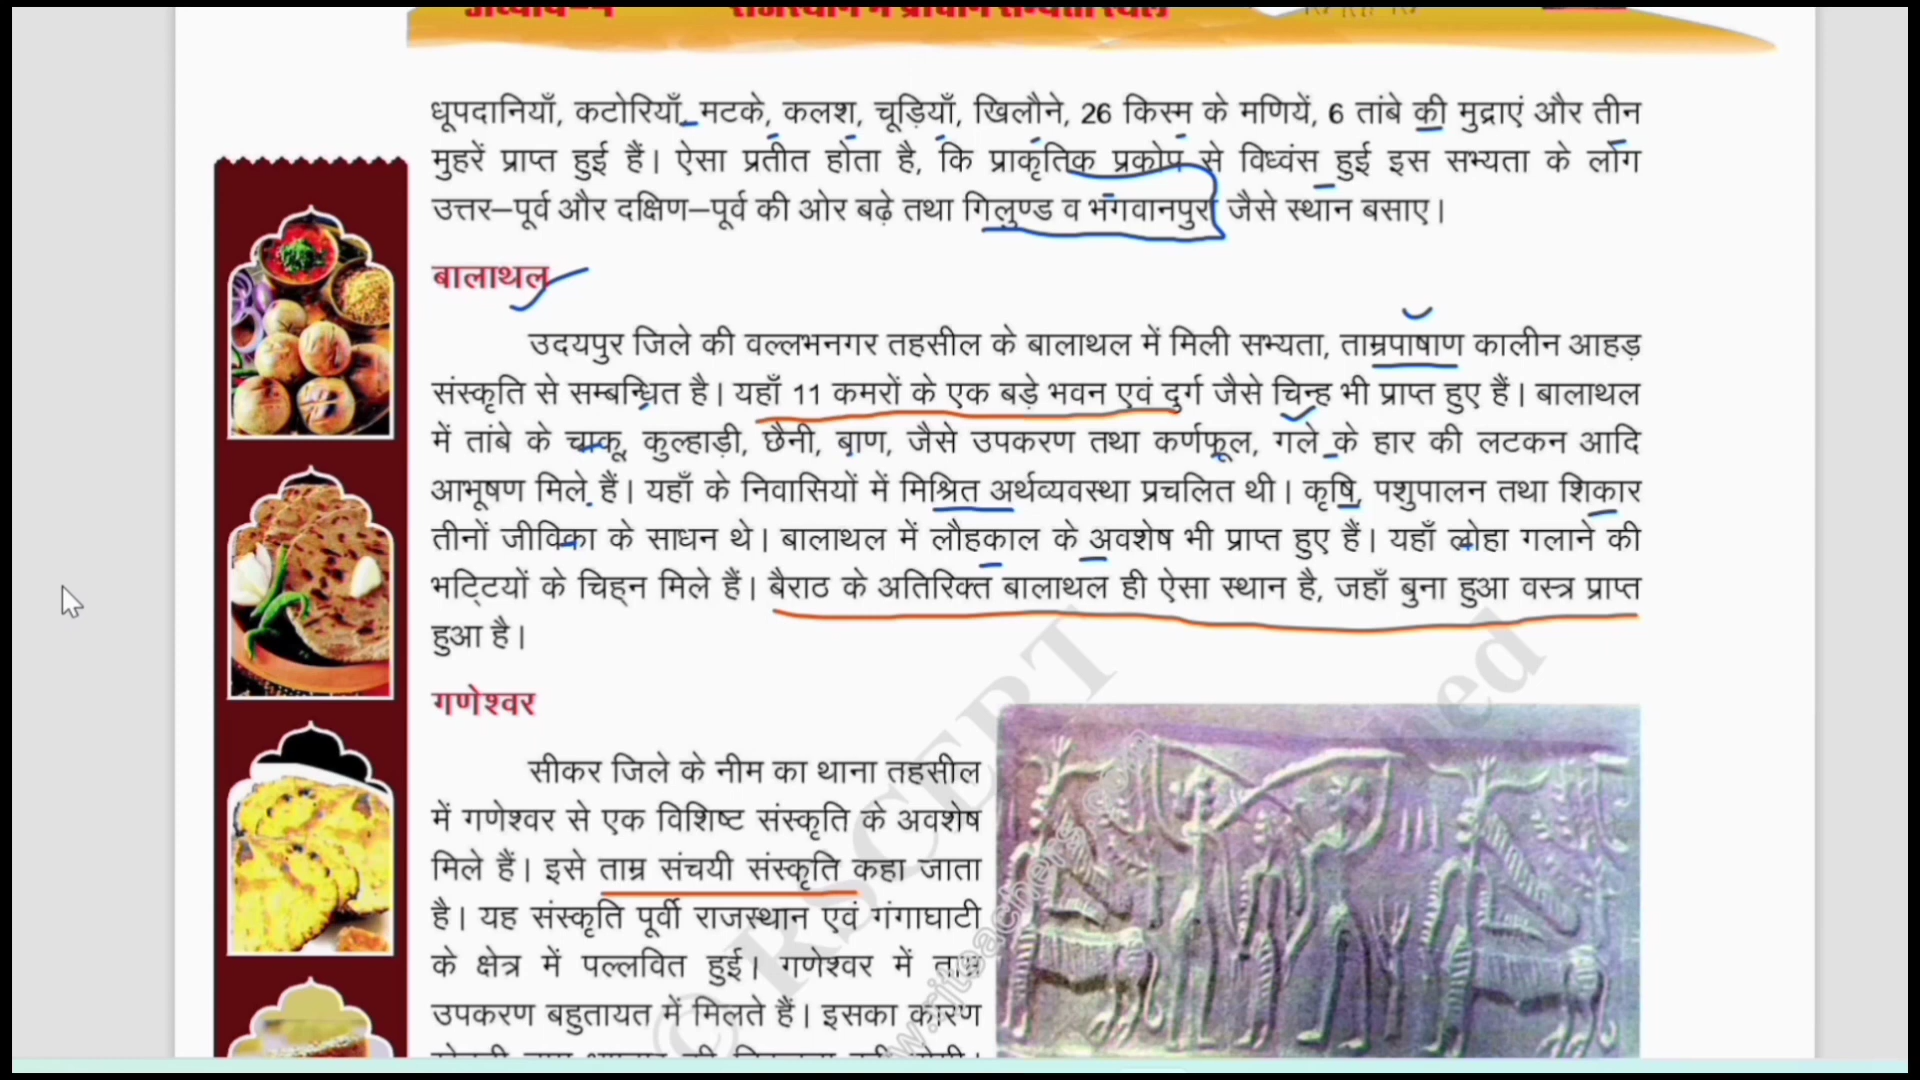 राजस्थान में प्राचीन सभ्यता स्थल
धूपदानियाँ, कटोरियाँ, मटके, कलश, चूड़ियाँ, खिलौने, 26 किस्म के मणियें, 6 तांबे की मुद्राएं और तीन
मुहरें प्राप्त हुई हैं। ऐसा प्रतीत होता है, कि प्राकृतिक प्रकोप से विध्वंस हुई इस सभ्यता के लोग
उत्तर–पूर्व और दक्षिण–पूर्व की ओर बढ़े तथा गिलुण्ड व भगवानपुर जैसे स्थान बसाए।
बालाथल
उदयपुर जिले की वल्लभनगर तहसील के बालाथल में मिली सभ्यता, ताम्रपाषाण कालीन आहड़
संस्कृति से सम्बन्धित है। यहाँ 11 कमरों के एक बड़े भवन एवं दुर्ग जैसे चिन्ह भी प्राप्त हुए हैं। बालाथल
में तांबे के चाकू, कुल्हाड़ी, छैनी, बाण, जैसे उपकरण तथा कर्णफूल, गले के हार की लटकन आदि
आभूषण मिले हैं। यहाँ के निवासियों में मिश्रित अर्थव्यवस्था प्रचलित थी। कृषि, पशुपालन तथा शिकार
तीनों जीविका के साधन थे। बालाथल में लौहकाल के अवशेष भी प्राप्त हुए हैं। यहाँ लोहा गलाने की
भट्टियों के चिह्न मिले हैं। बैराठ के अतिरिक्त बालाथल ही ऐसा स्थान है, जहाँ बुना हुआ वस्त्र प्राप्त
हुआ है।
गणेश्वर
सीकर जिले के नीम का थाना तहसील
में गणेश्वर से एक विशिष्ट संस्कृति के अवशेष
मिले हैं। इसे ताम्र संचयी संस्कृति कहा जाता
है। यह संस्कृति पूर्वी राजस्थान एवं गंगाघाटी
के क्षेत्र में पल्लवित हुई। गणेश्वर में ताम्र
उपकरण बहुतायत में मिलते हैं। इसका कारण
© RSCERT